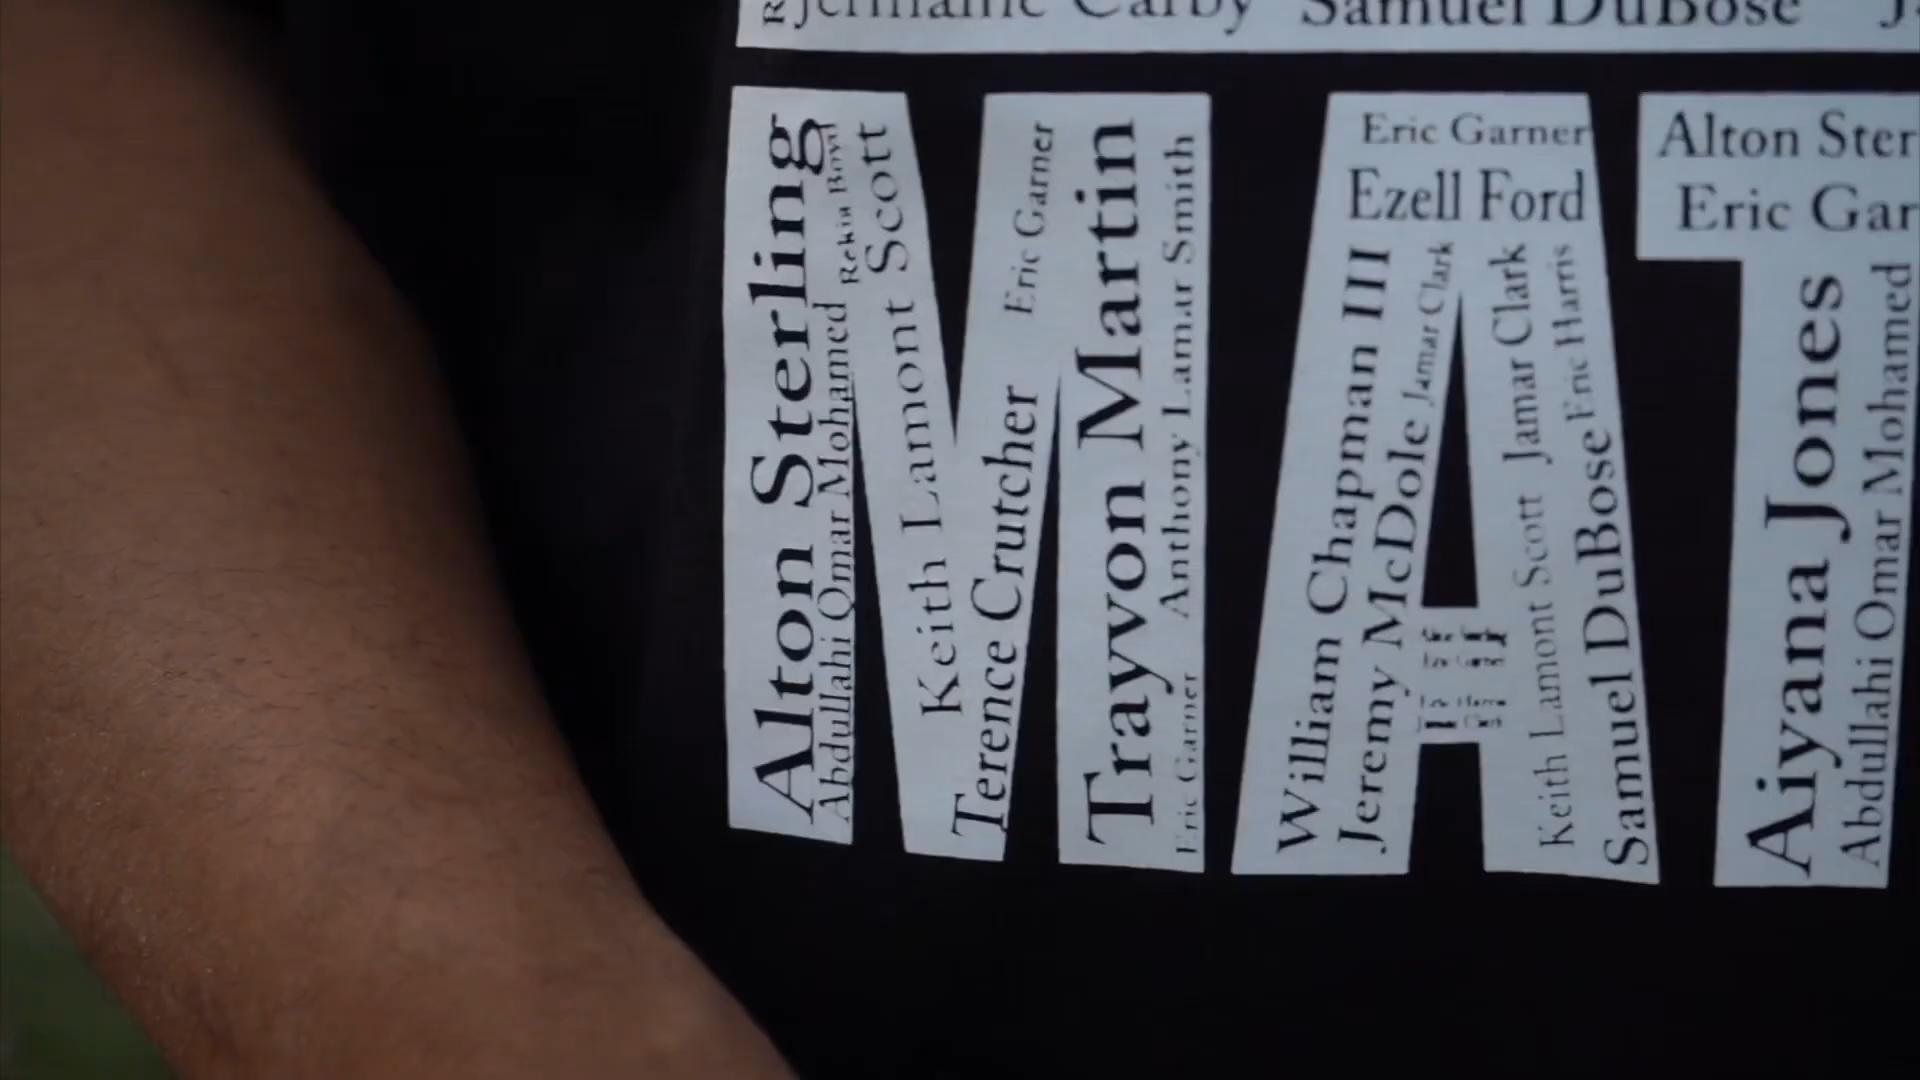 Jermaine Carby Samuel DuBose
Alton Sterling
Abdullahi Omar Mohamed
Rekia Boyd
Keith Lamont Scott
Terence Crutcher
Eric Garner
Trayvon Martin
Eric Garner
Anthony Lamar Smith
Eric Garner
Ezell Ford
William Chapman III
Jeremy McDole
Jamar Clark
Keith Lamont Scott
Jamar Clark
Samuel DuBose
Eric Harris
Alton Ster
Eric Gar
Aiyana Jones
Abdullahi Omar Mohamed